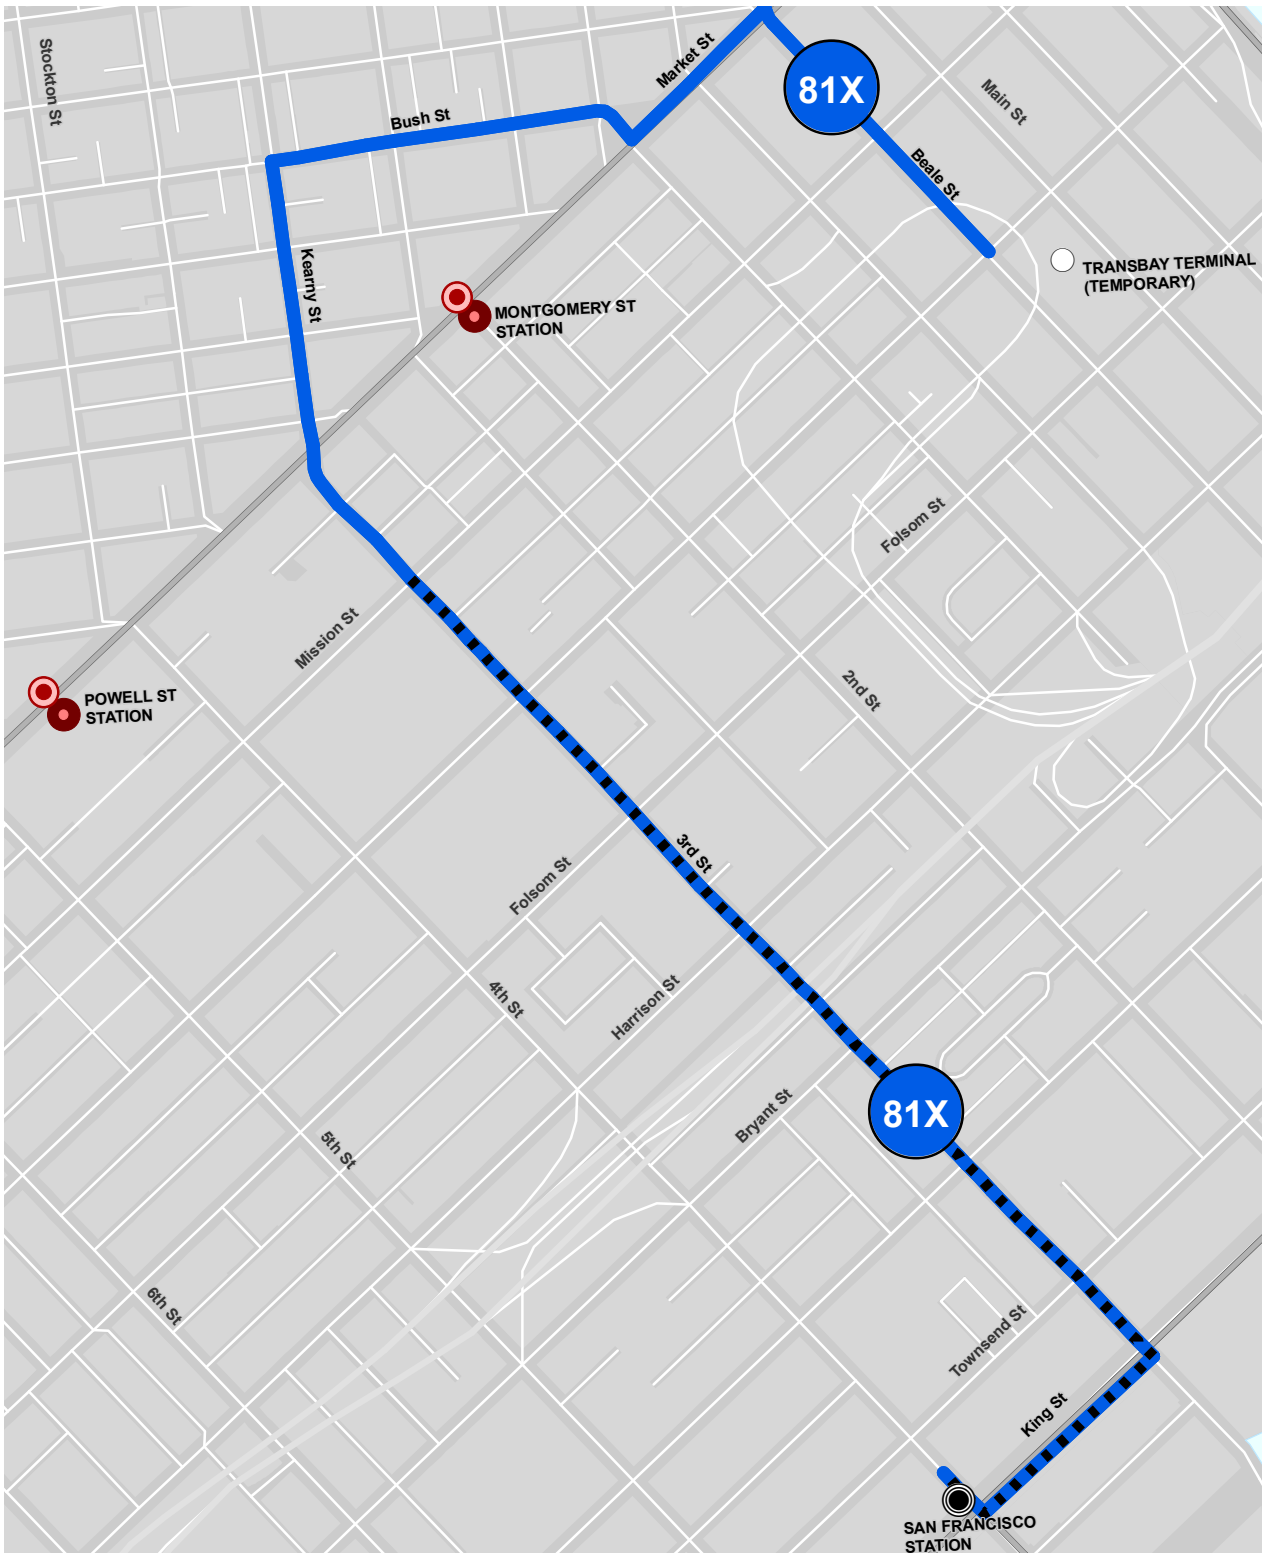 Stockton St
Market St
81X
Main St
Bush St
Beale St
Kearny St
TRANSBAY TERMINAL
(TEMPORARY)
MONTGOMERY ST
STATION
Folsom St
Mission St
2nd St
POWELL ST
STATION
3rd St
Folsom St
4th St
Harrison St
81X
Bryant St
5th St
6th St
Townsend St
King St
SAN FRANCISCO
STATION